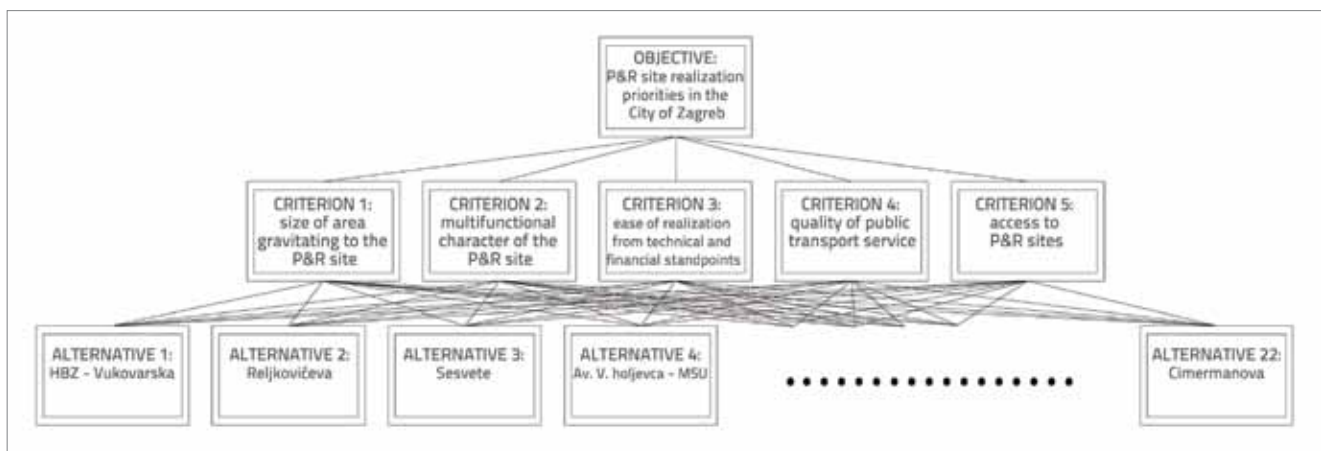 OBJECTIVE:
P&R site realization
priorities in the
City of Zagreb
CRITERION 1:
size of area
gravitating to the
P&R site
CRITERION 2:
multifunctional
character of the
P&R site
CRITERION 3:
ease of realization
from technical and
financial standpoints
CRITERION 4:
quality of public
transport service
CRITERION 5:
access to
P&R sites
ALTERNATIVE 1:
HBZ - Vukovarska
ALTERNATIVE 2:
Reljkovićeva
ALTERNATIVE 3:
Sesvete
ALTERNATIVE 4:
Av. V. holjevca - MSU
ALTERNATIVE 22:
Cimermanova